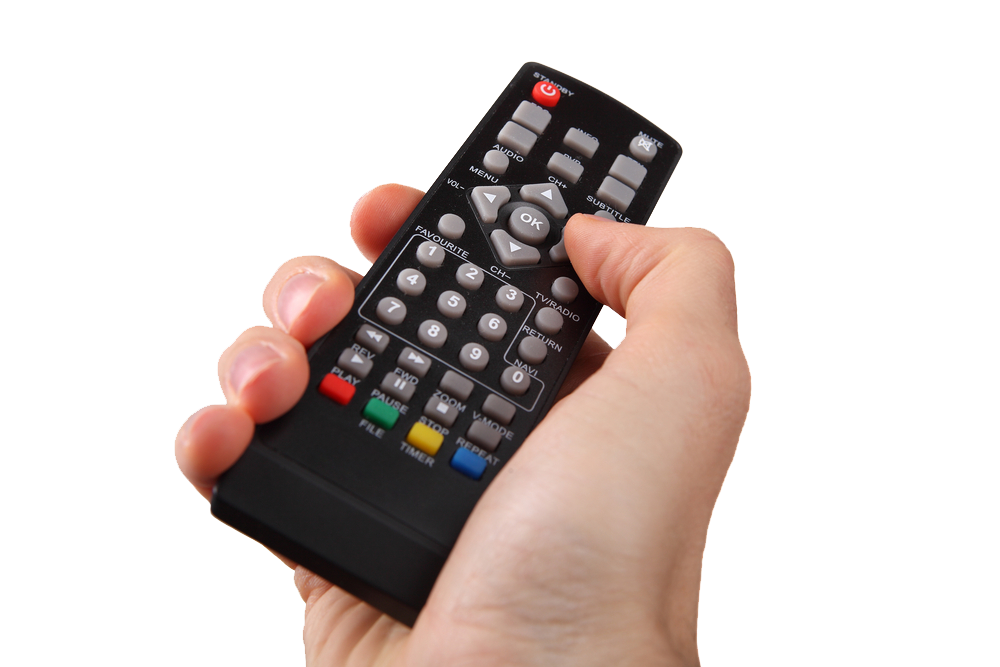 STANDBY
MUTE
INFO
AUDIO
MENU
CH+
SUBTITLE
VOL-
OK
FAVOURITE
CH-
1
2
3
TV/RADIO
4
5
6
RETURN
7
8
9
NAVI
0
REV
FWD
ZOOM
V-MODE
PLAY
PAUSE
STOP
REPEAT
FILE
TIMER